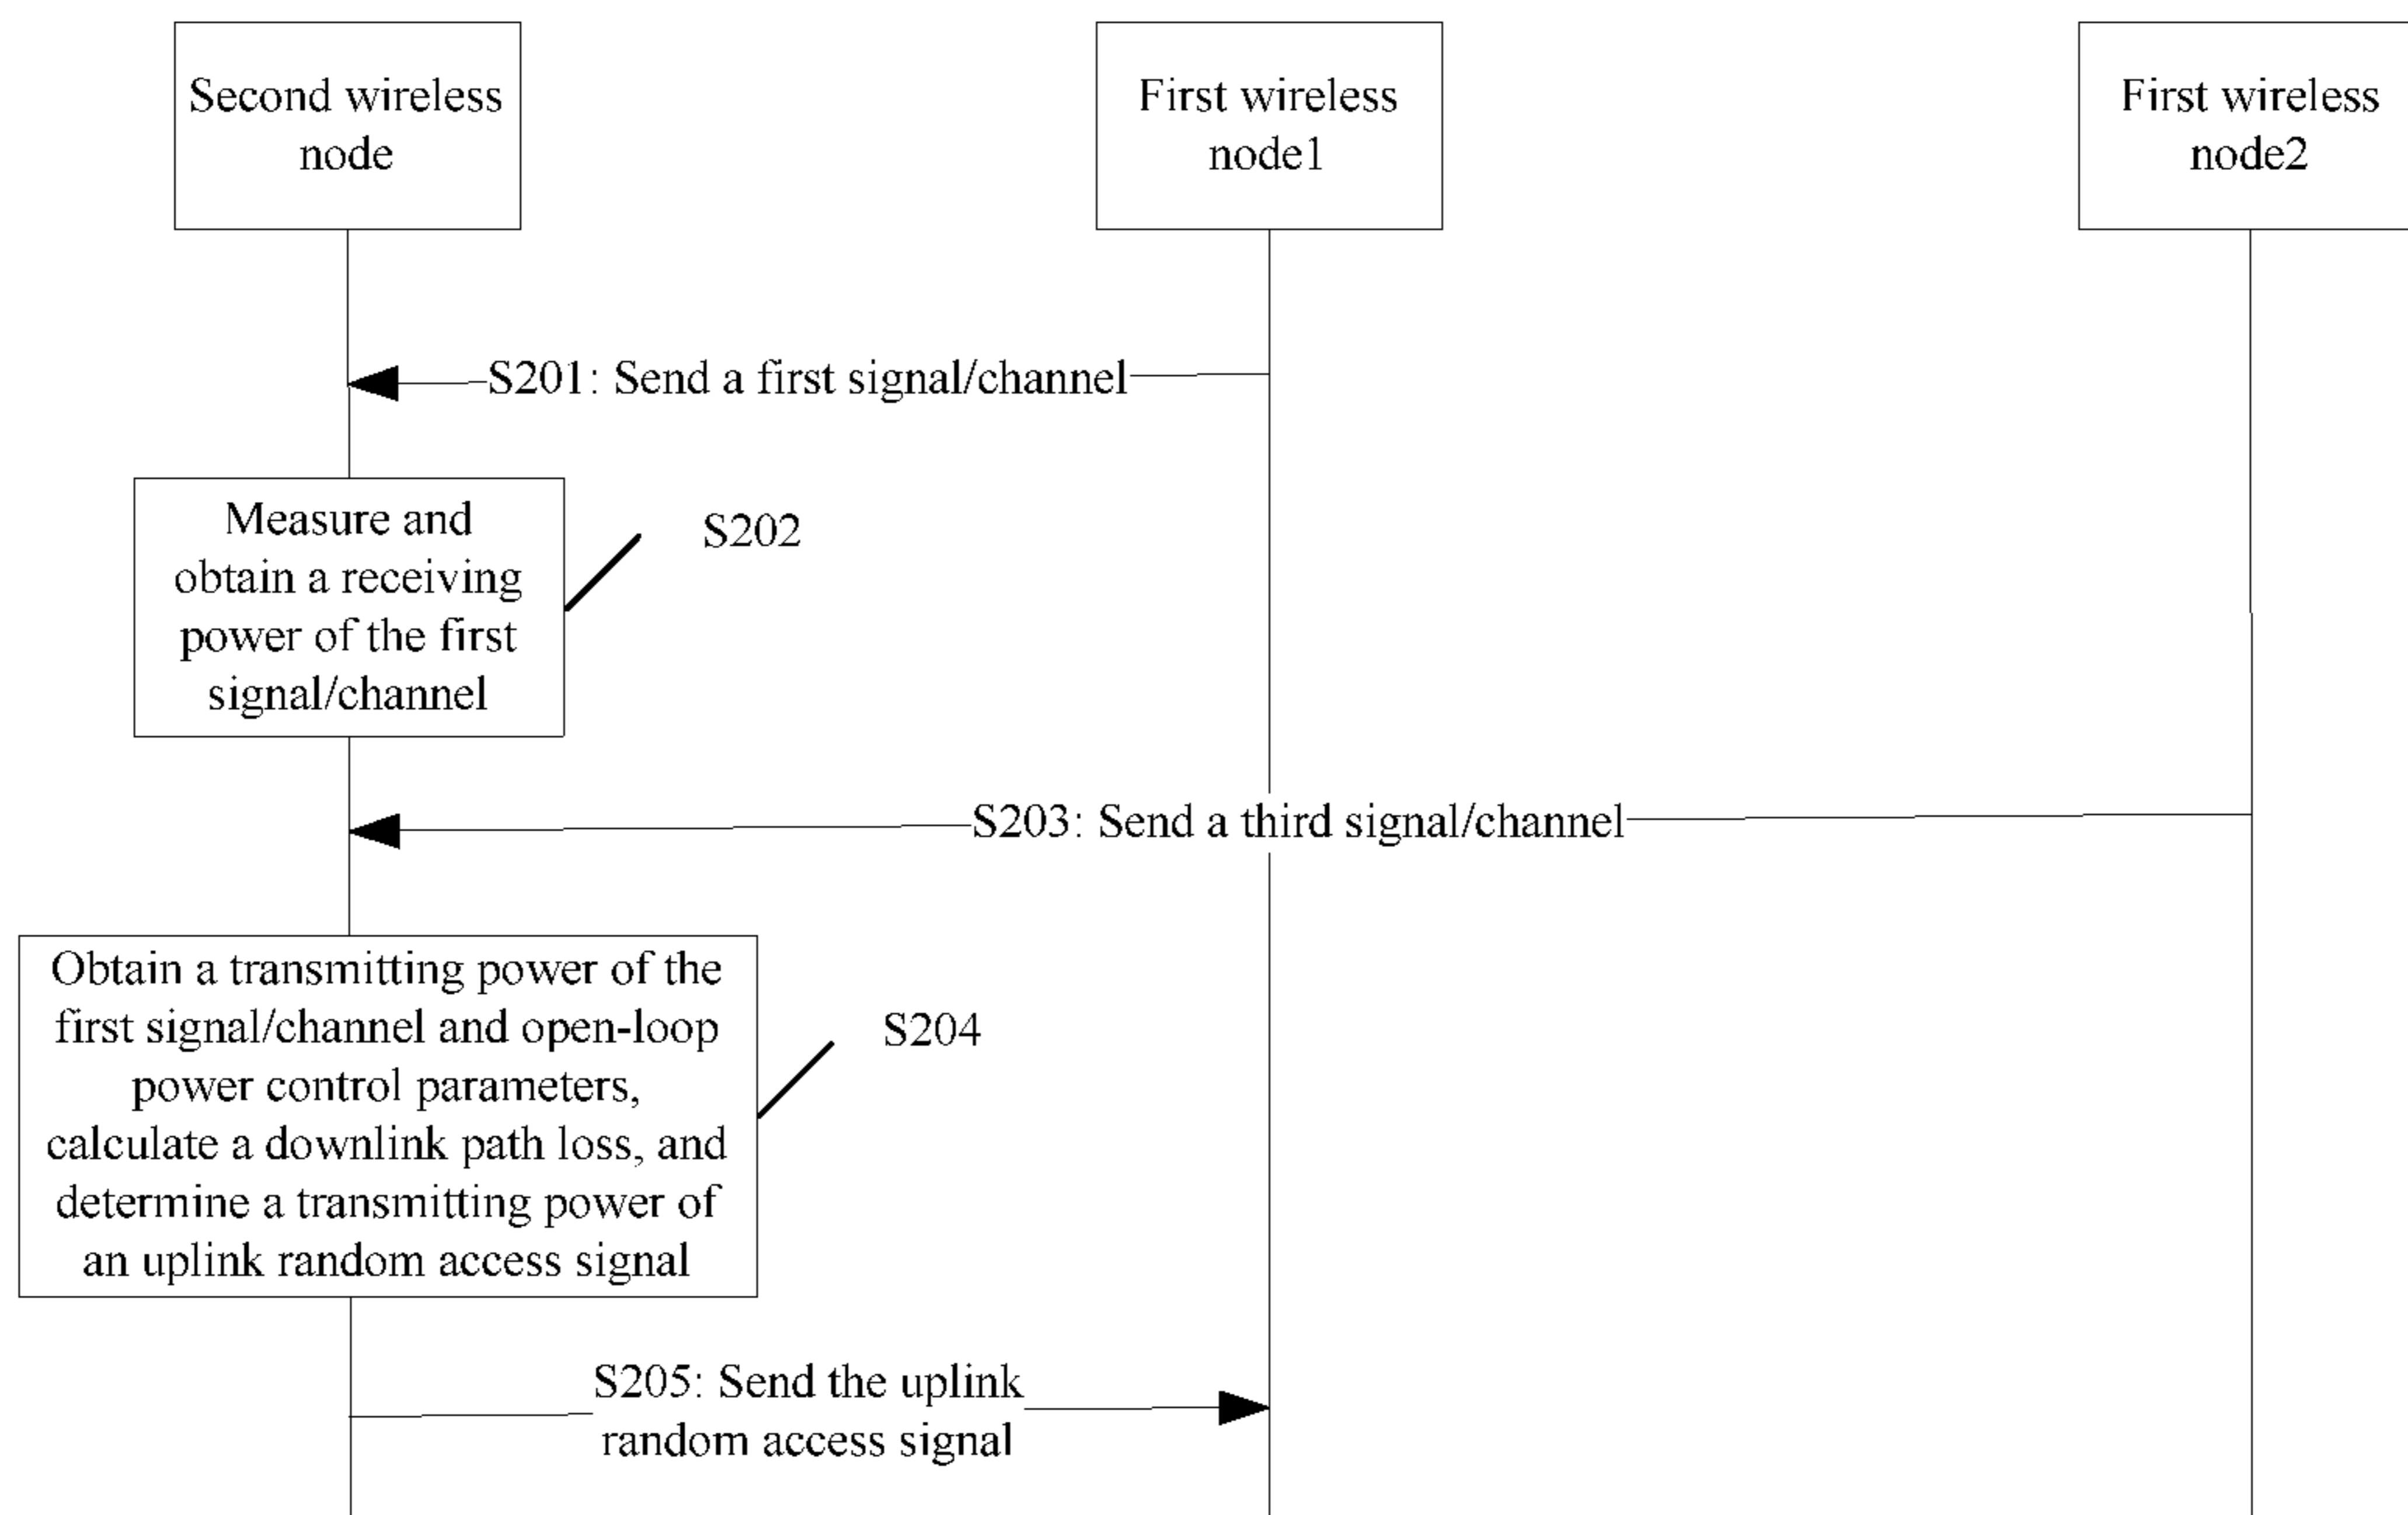 Second wireless
node
First wireless
node1
First wireless
node2
S201: Send a first signal/channel
Measure and
obtain a receiving
power of the first
signal/channel
S202
S203: Send a third signal/channel
Obtain a transmitting power of the
first signal/channel and open-loop
power control parameters,
calculate a downlink path loss, and
determine a transmitting power of
an uplink random access signal
S204
S205: Send the uplink
random access signal